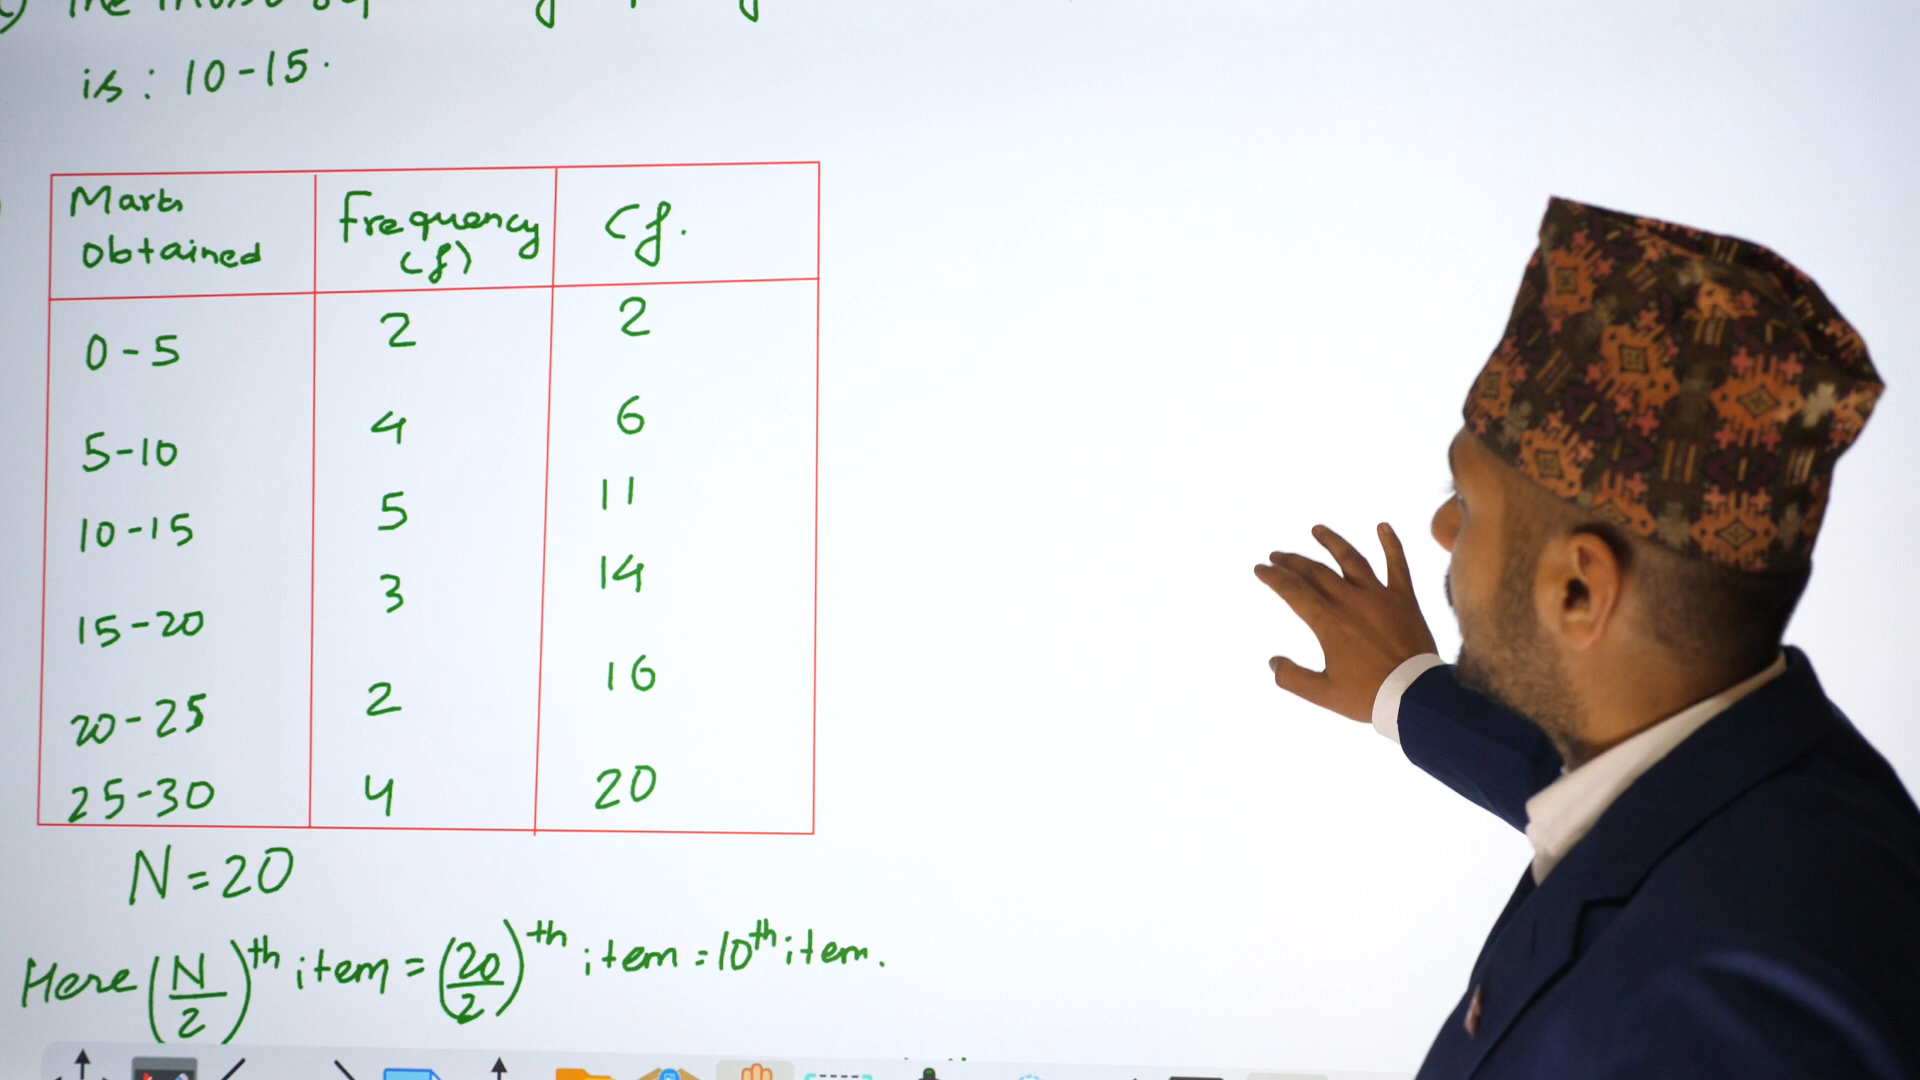 is: 10-15.
Marks Obtained | Frequency (f) | Cf.
0-5 | 2 | 2
5-10 | 4 | 6
10-15 | 5 | 11
15-20 | 3 | 14
20-25 | 2 | 16
25-30 | 4 | 20
N=20
Here (N/2)th item = (20/2)th item = 10th item.